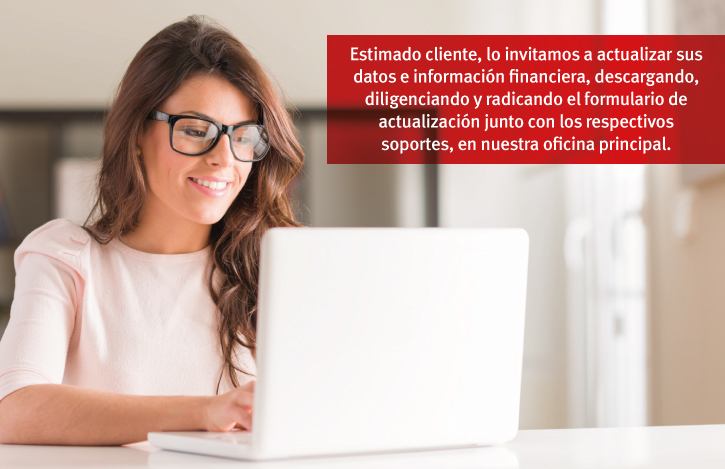 Estimado cliente, lo invitamos a actualizar sus
datos e información financiera, descargando,
diligenciando y radicando el formulario de
actualización junto con los respectivos
soportes, en nuestra oficina principal.